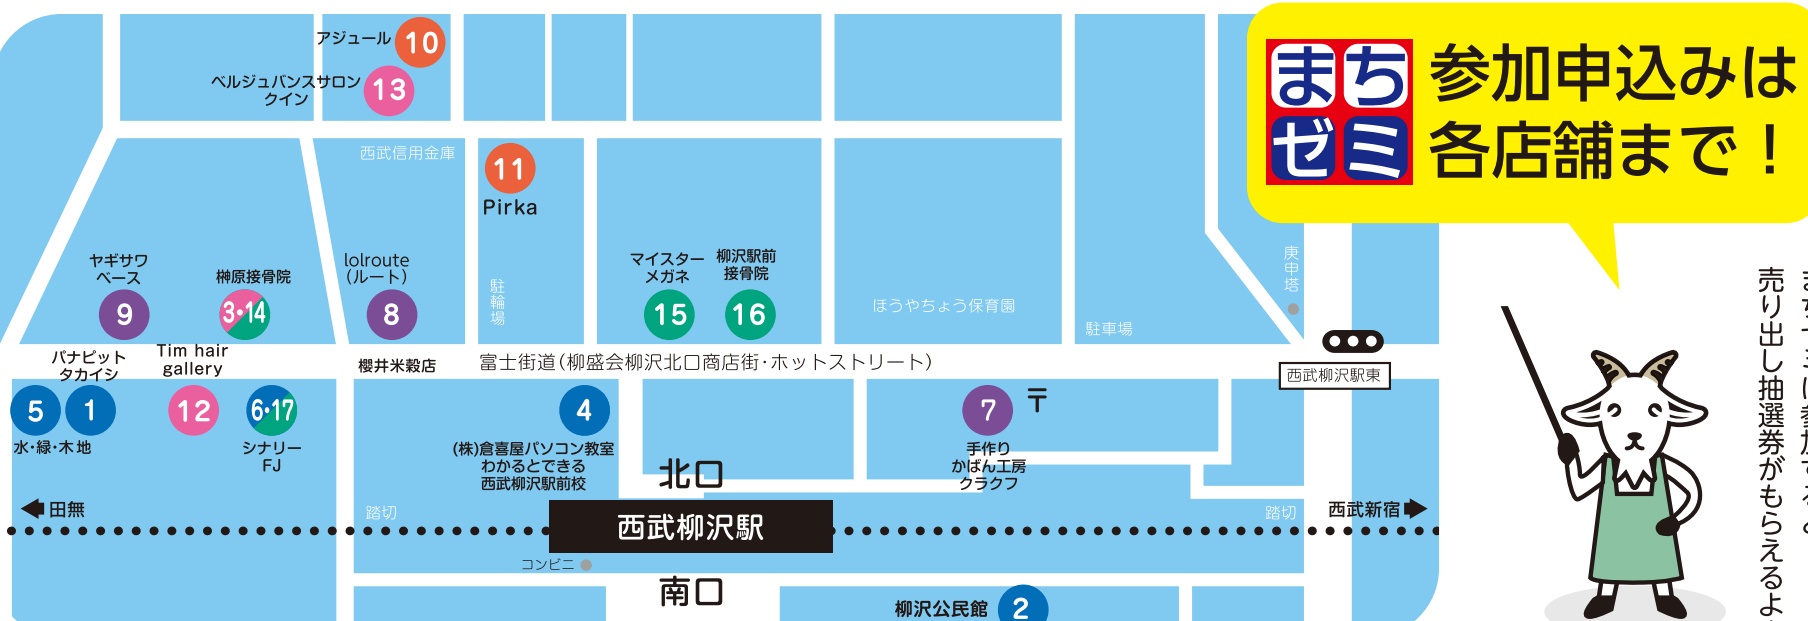 アジュール
10
ベルジュバンスサロン
クイン
13
まちゼミ
参加申込みは
各店舗まで！
西武信用金庫
11
Pirka
ヤギサワ
ベース
9
榊原接骨院
3・14
lolroute
（ルート）
8
駐輪場
マイスター
メガネ
15
柳沢駅前
接骨院
16
ほうやちょう保育園
駐車場
庚申塔
パナピット
タカイシ
Tim hair
gallery
櫻井米穀店
富士街道（柳盛会柳沢北口商店街・ホットストリート）
西武柳沢駅東
5
1
水・緑・木地
12
6・17
シナリー
FJ
4
(株)倉喜屋パソコン教室
わかるとできる
西武柳沢駅前校
7
〒
手作り
かばん工房
クラクフ
北口
田無
踏切
西武柳沢駅
踏切
西武新宿
コンビニ
南口
柳沢公民館
2
売り出し抽選券がもらえるよ